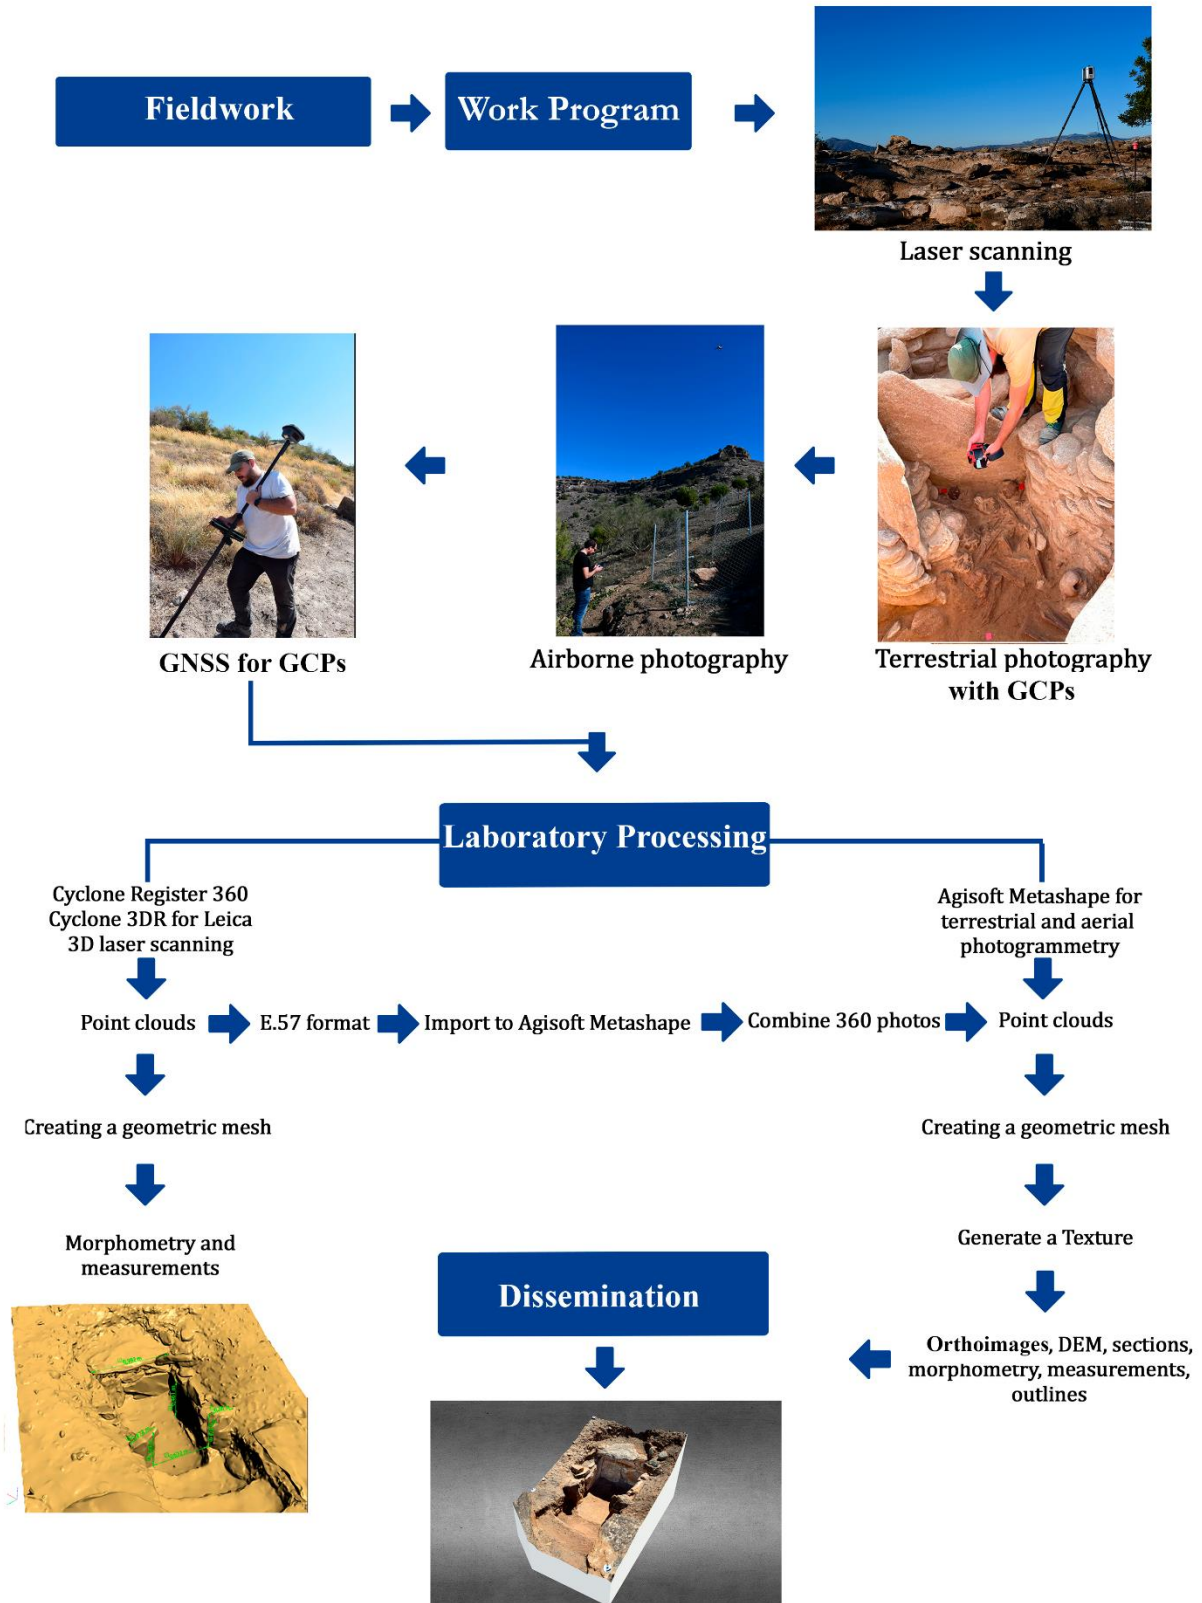 Fieldwork
Work Program
Laser scanning
GNSS for GCPs
Airborne photography
Terrestrial photography
with GCPs
Laboratory Processing
Cyclone Register 360
Cyclone 3DR for Leica
3D laser scanning
Agisoft Metashape for
terrestrial and aerial
photogrammetry
Point clouds
E.57 format
Import to Agisoft Metashape
Combine 360 photos
Point clouds
Creating a geometric mesh
Creating a geometric mesh
Morphometry and
measurements
Generate a Texture
Dissemination
Orthoimages, DEM, sections,
morphometry, measurements,
outlines